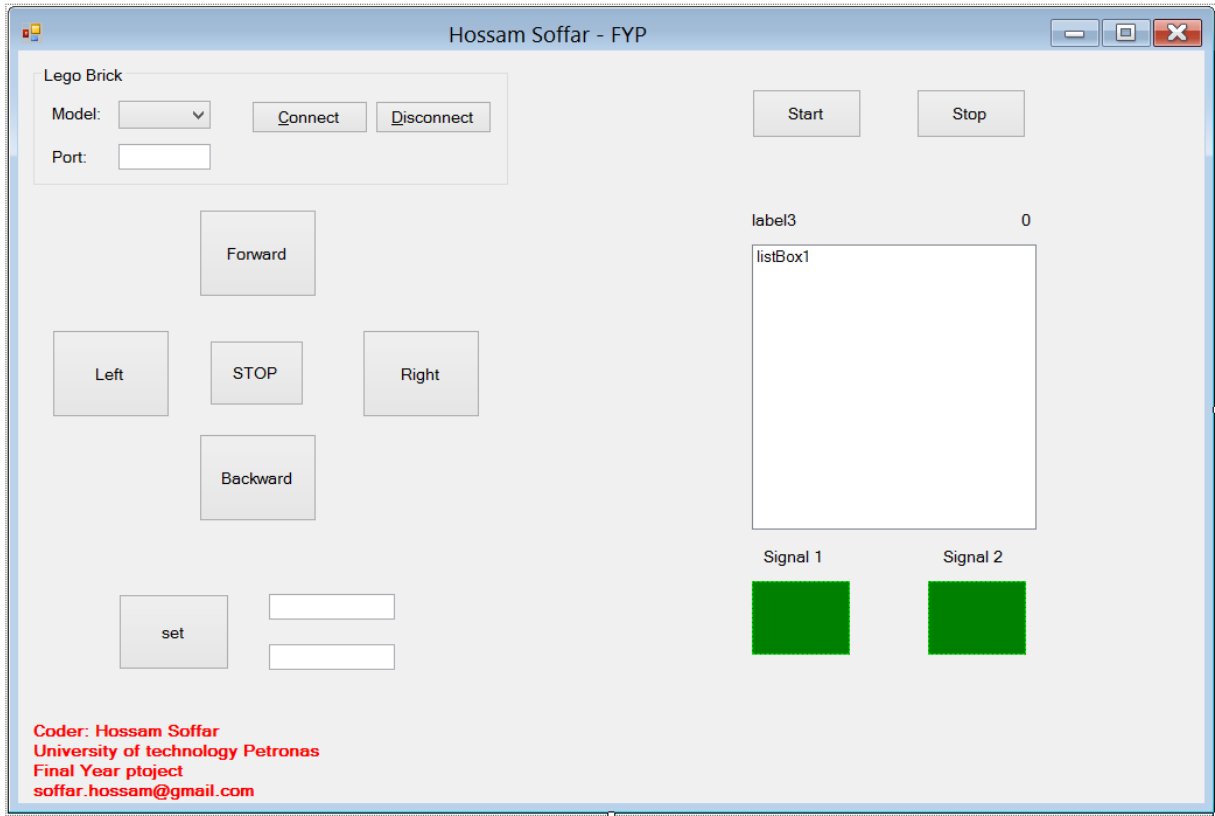 Hossam Soffar - FYP
Lego Brick
Model:
Connect
Disconnect
Port:
Start
Stop
Forward
Left
STOP
Right
Backward
label3
0
listBox1
Signal 1
Signal 2
set
Coder: Hossam Soffar
University of technology Petronas
Final Year ptoject
soffar.hossam@gmail.com